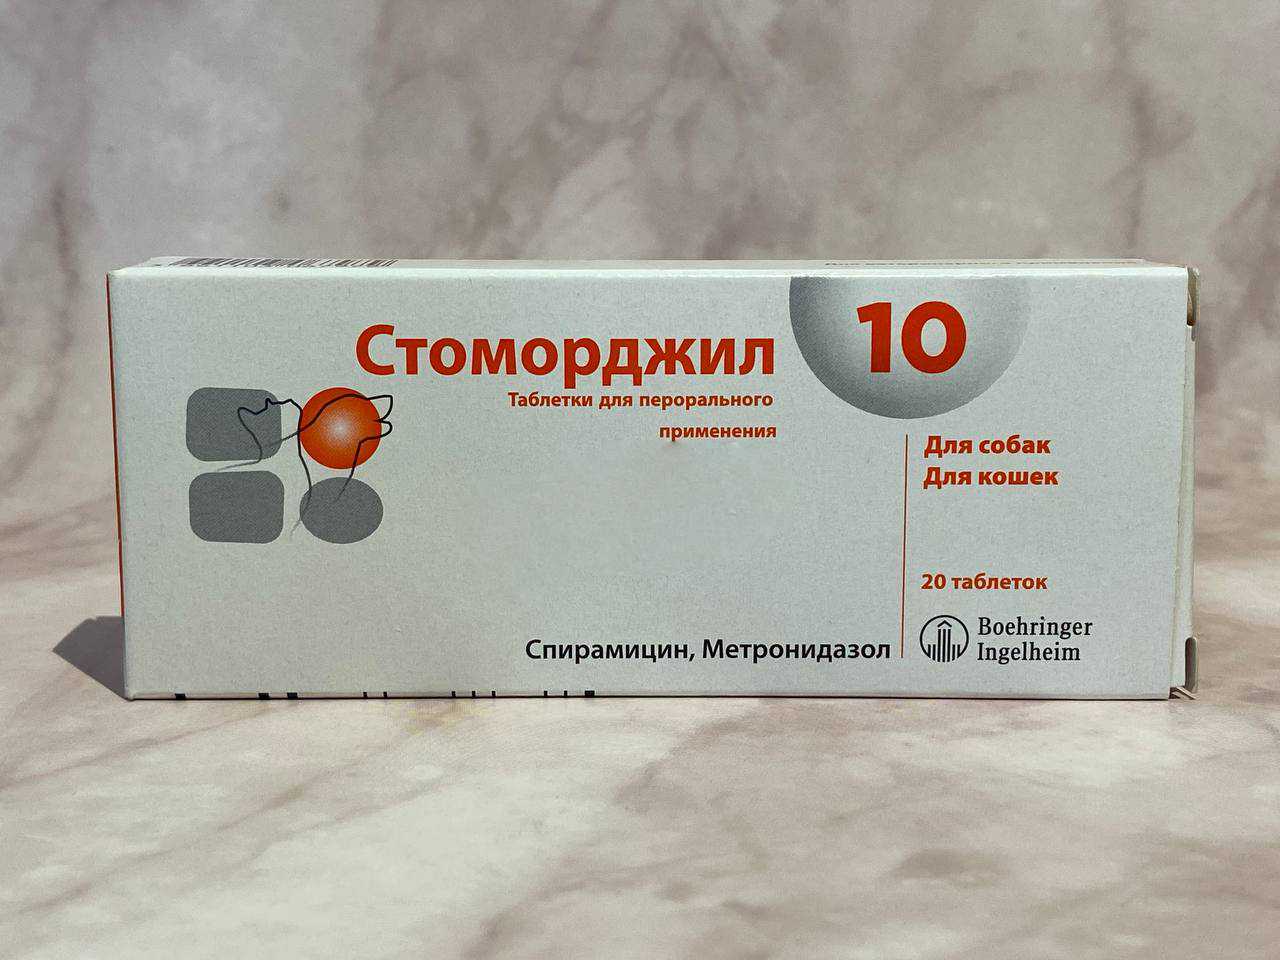 Стоморджил
10
Таблетки для перорального
применения
Для собак
Для кошек
20 таблеток
Спирамицин, Метронидазол
Boehringer
Ingelheim